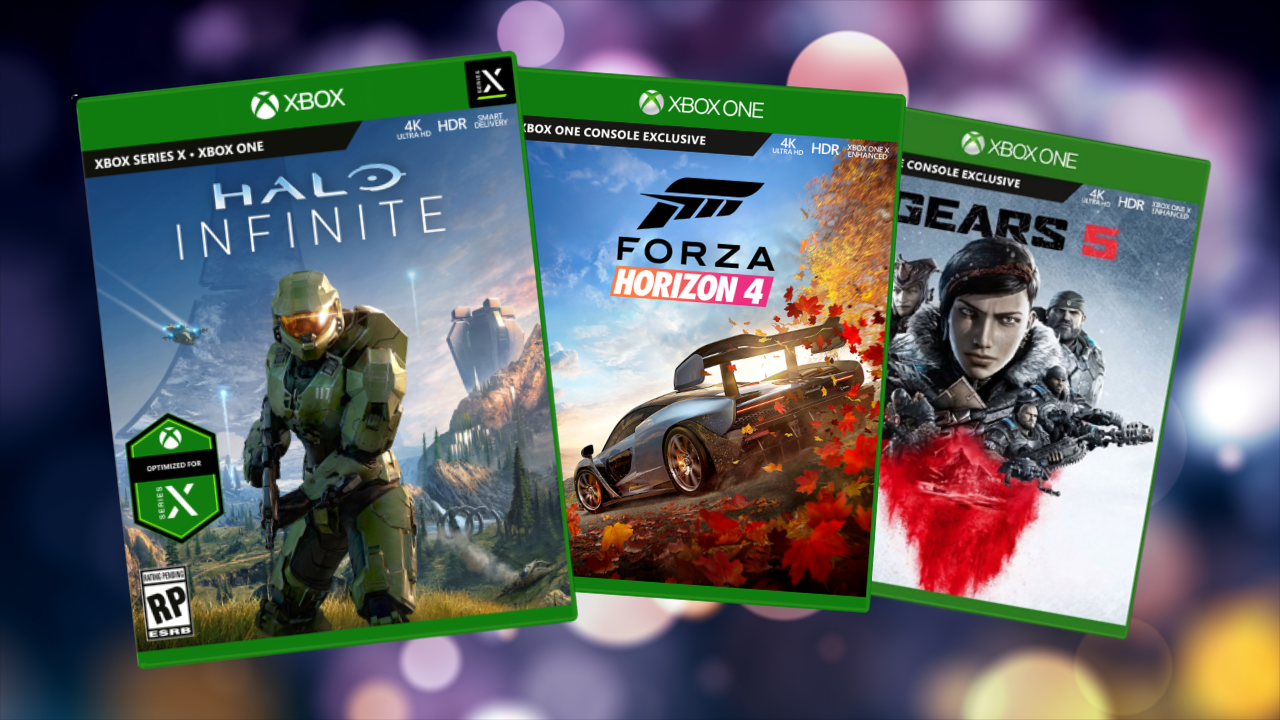 XBOX
SERIES X
XBOX SERIES X • XBOX ONE
4K
ULTRA HD
HDR
SMART
DELIVERY
HALO
INFINITE
117
OPTIMIZED FOR
SERIES X
RATING PENDING
RP
ESRB
XBOX ONE
XBOX ONE CONSOLE EXCLUSIVE
4K
ULTRA HD
HDR
XBOX ONE X
ENHANCED
FORZA
HORIZON 4
XBOX ONE
E CONSOLE EXCLUSIVE
4K
ULTRA HD
HDR
XBOX ONE X
ENHANCED
GEARS 5